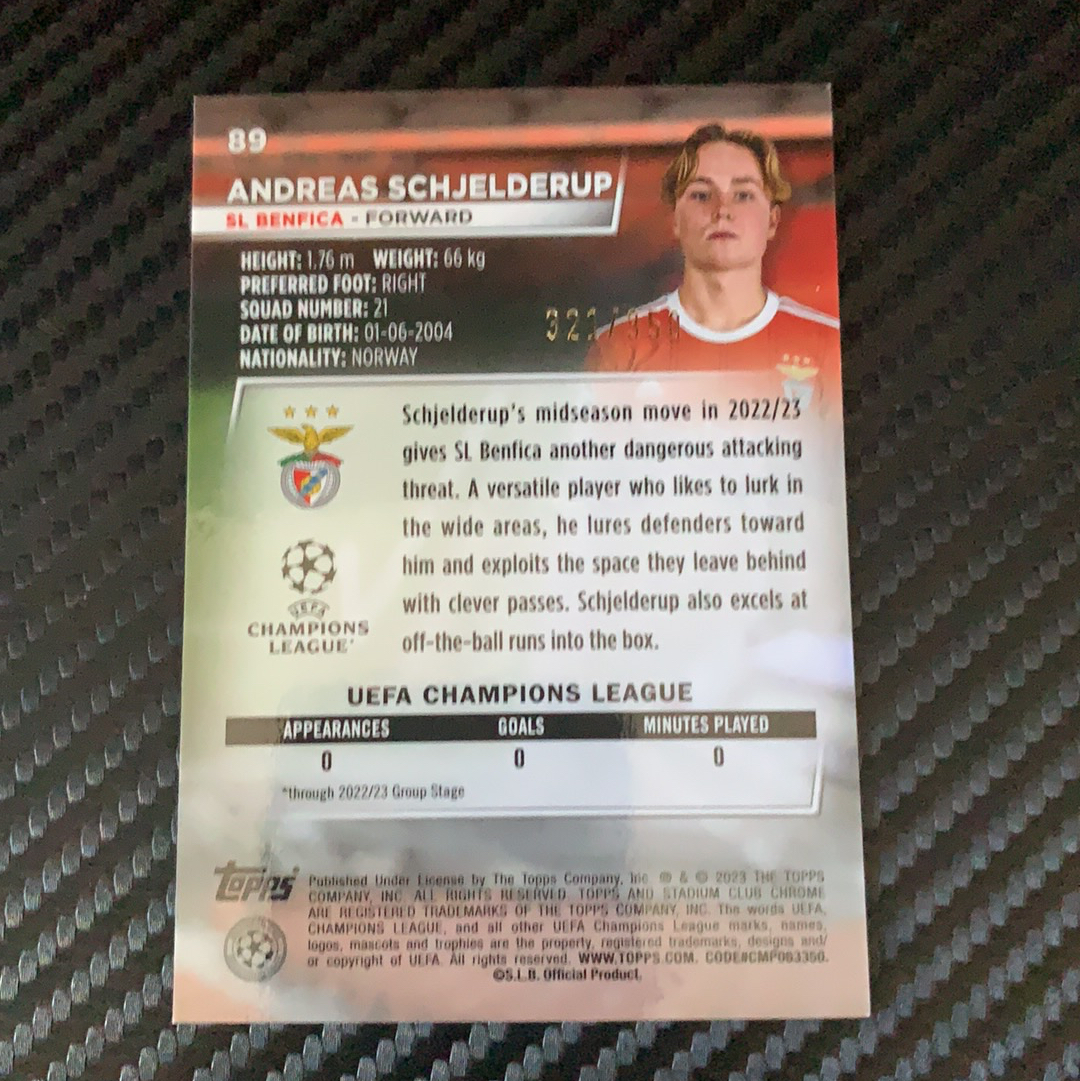 89
ANDREAS SCHJELDERUP
SL BENFICA - FORWARD
HEIGHT: 1.76 m WEIGHT: 66 kg
PREFERRED FOOT: RIGHT
SQUAD NUMBER: 21
DATE OF BIRTH: 01-06-2004
NATIONALITY: NORWAY
Schjelderup's midseason move in 2022/23
gives SL Benfica another dangerous attacking
threat. A versatile player who likes to lurk in
the wide areas, he lures defenders toward
him and exploits the space they leave behind
with clever passes. Schjelderup also excels at
off-the-ball runs into the box.
UEFA
CHAMPIONS
LEAGUE
UEFA CHAMPIONS LEAGUE
APPEARANCES GOALS MINUTES PLAYED
0 0 0
*through 2022/23 Group Stage
Topps
Published Under License by The Topps Company, Inc. ® & © 2023 THE TOPPS
COMPANY, INC. ALL RIGHTS RESERVED. TOPPS AND STADIUM CLUB CHROME
ARE REGISTERED TRADEMARKS OF THE TOPPS COMPANY, INC. The words UEFA,
CHAMPIONS LEAGUE, and all other UEFA Champions League marks, names,
logos, mascots and trophies are the property, registered trademarks, designs and/
or copyright of UEFA. All rights reserved. WWW.TOPPS.COM. CODE#CMP083350.
©S.L.B. Official Product.